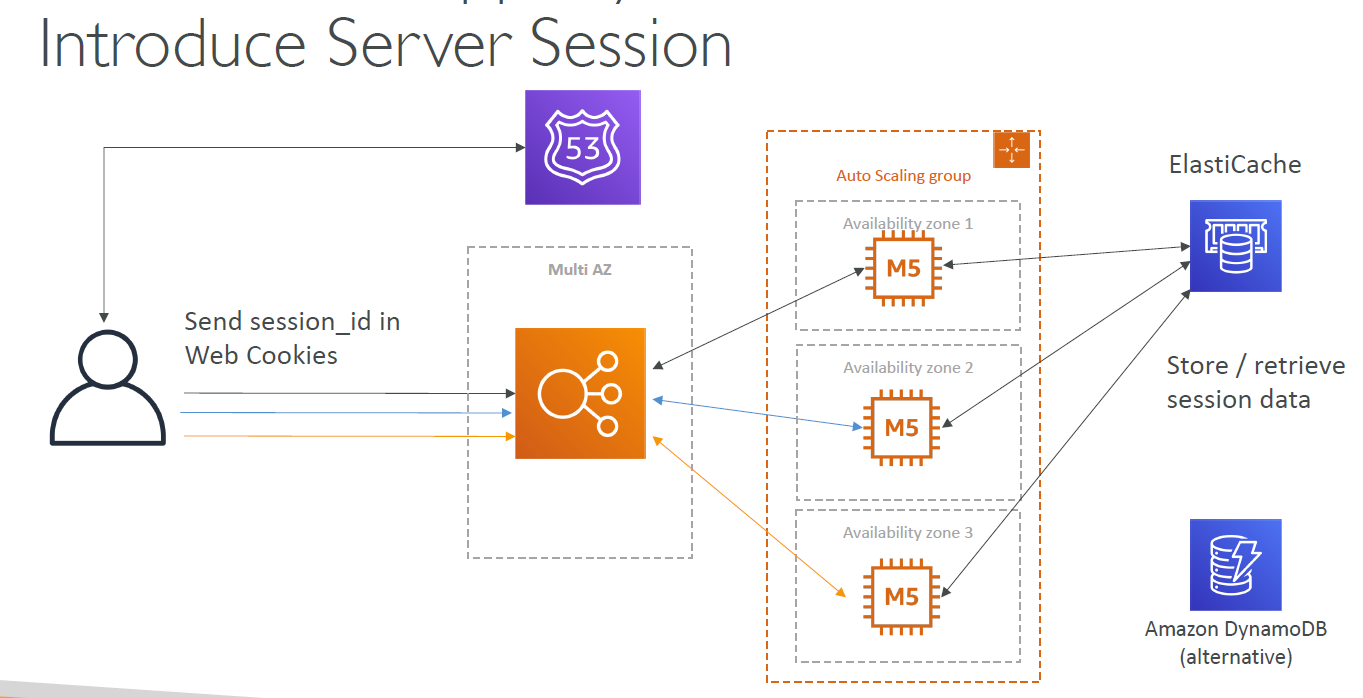 Introduce Server Session
53
Auto Scaling group
ElastiCache
Availability zone 1
M5
Multi AZ
Send session_id in
Web Cookies
Availability zone 2
M5
Store / retrieve
session data
Availability zone 3
M5
Amazon DynamoDB
(alternative)